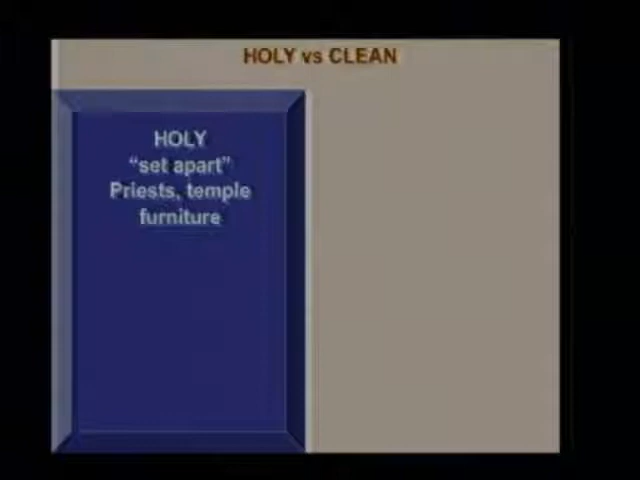 HOLY vs CLEAN
HOLY
“set apart”
Priests, temple
furniture